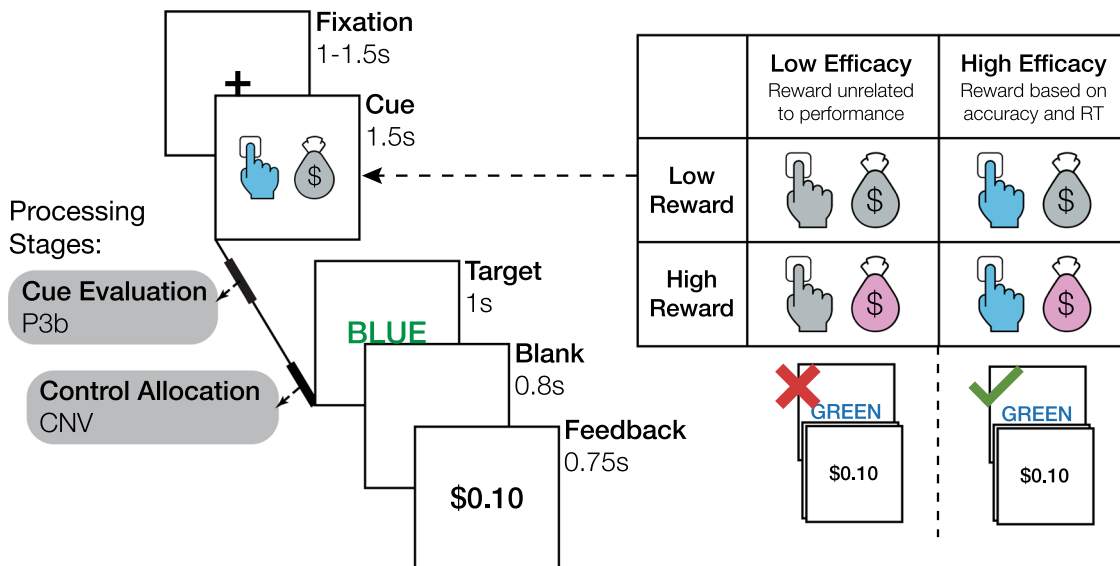 Fixation
1-1.5s
+
Cue
1.5s
$
Processing
Stages:
Cue Evaluation
P3b
Control Allocation
CNV
Target
1s
BLUE
Blank
0.8s
Feedback
0.75s
$0.10
Low Efficacy
Reward unrelated
to performance
High Efficacy
Reward based on
accuracy and RT
Low
Reward
$
$
High
Reward
$
$
GREEN
$0.10
GREEN
$0.10